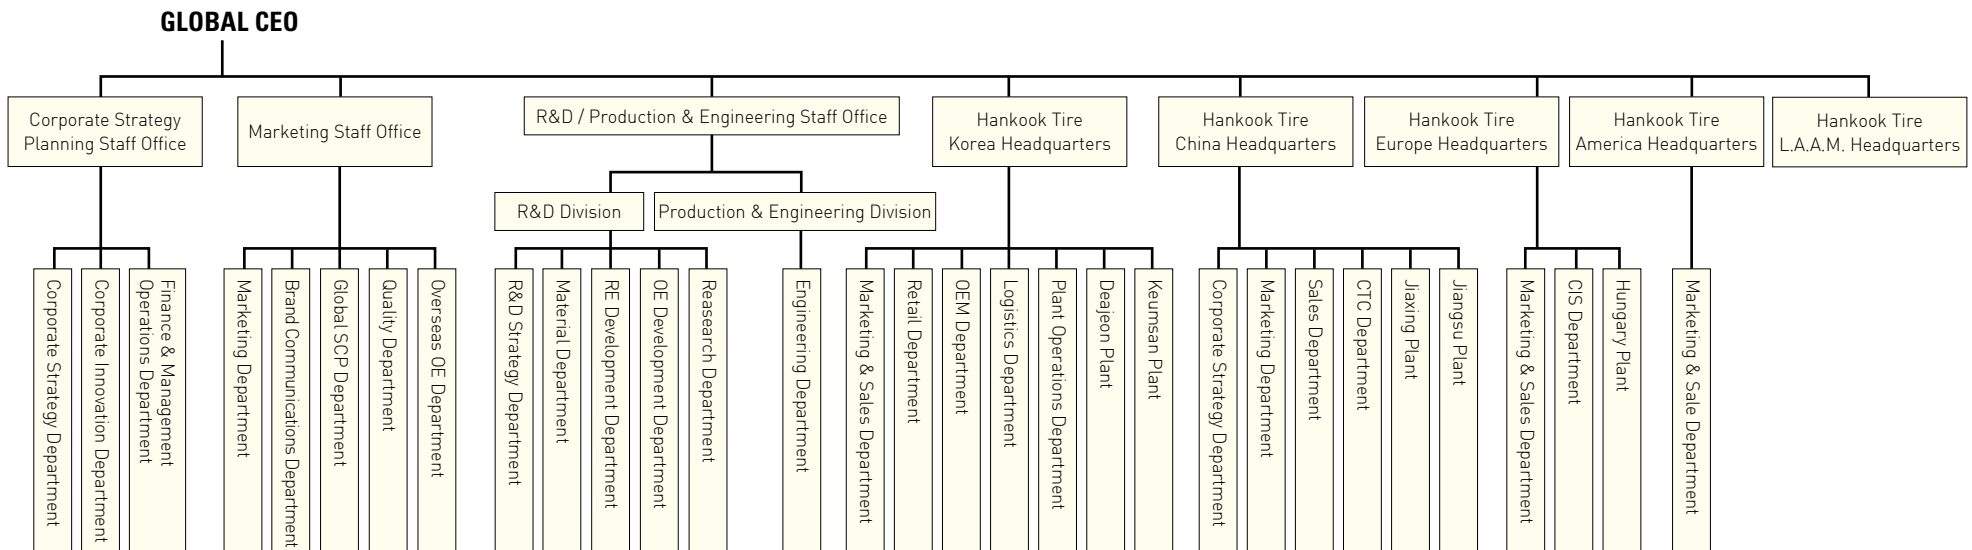 GLOBAL CEO
Corporate Strategy
Planning Staff Office
Marketing Staff Office
R&D / Production & Engineering Staff Office
Hankook Tire
Korea Headquarters
Hankook Tire
China Headquarters
Hankook Tire
Europe Headquarters
Hankook Tire
America Headquarters
Hankook Tire
L.A.A.M. Headquarters
R&D Division
Production & Engineering Division
Corporate Strategy Department
Corporate Innovation Department
Finance & Management
Operations Department
Marketing Department
Brand Communications Department
Global SCP Department
Quality Department
Overseas OE Department
R&D Strategy Department
Material Department
RE Development Department
OE Development Department
Reasearch Department
Engineering Department
Marketing & Sales Department
Retail Department
OEM Department
Logistics Department
Plant Operations Department
Deajeon Plant
Keumsan Plant
Corporate Strategy Department
Marketing Department
Sales Department
CTC Department
Jiaxing Plant
Jiangsu Plant
Marketing & Sales Department
CIS Department
Hungary Plant
Marketing & Sale Department